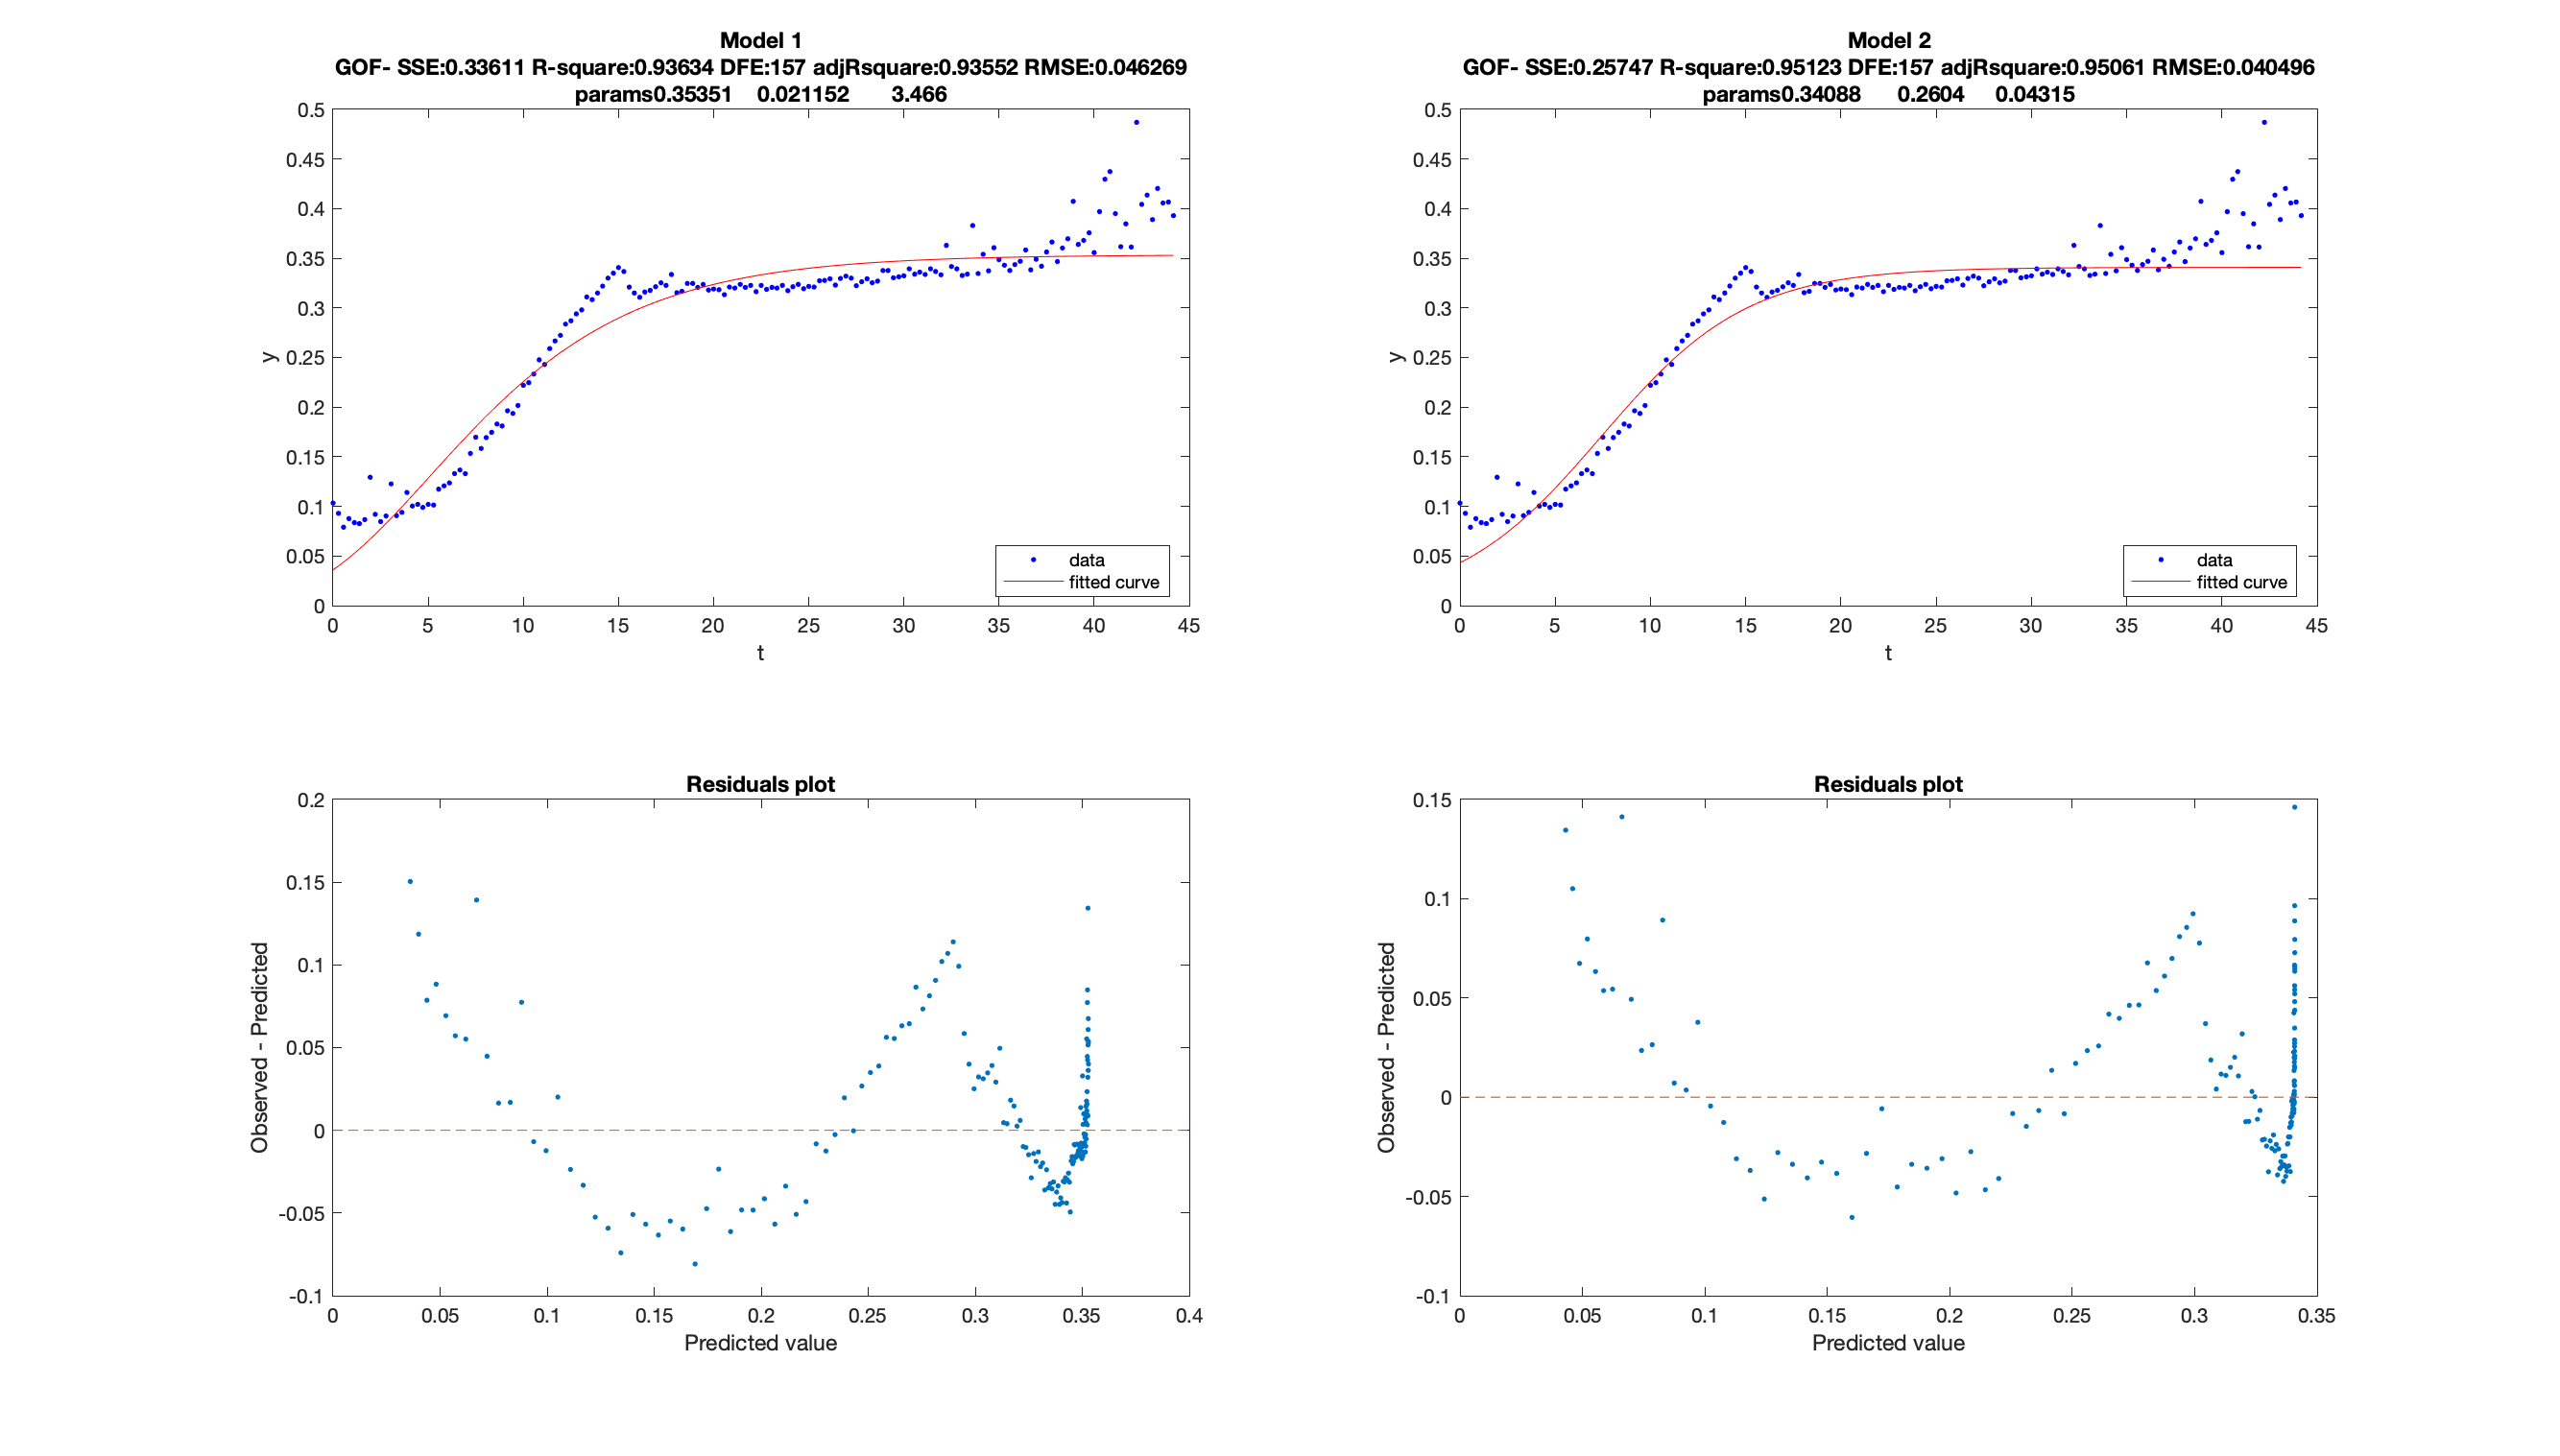 Model 1
GOF- SSE:0.33611 R-square:0.93634 DFE:157 adjRsquare:0.93552 RMSE:0.046269
params0.35351 0.021152 3.466
0.5
0.45
0.4
0.35
0.3
0.25
0.2
0.15
0.1
0.05
0
y
data
fitted curve
0 5 10 15 20 25 30 35 40 45
t
Model 2
GOF- SSE:0.25747 R-square:0.95123 DFE:157 adjRsquare:0.95061 RMSE:0.040496
params0.34088 0.2604 0.04315
0.5
0.45
0.4
0.35
0.3
0.25
0.2
0.15
0.1
0.05
0
y
data
fitted curve
0 5 10 15 20 25 30 35 40 45
t
Residuals plot
0.2
0.15
0.1
0.05
0
-0.05
-0.1
Observed - Predicted
0 0.05 0.1 0.15 0.2 0.25 0.3 0.35 0.4
Predicted value
Residuals plot
0.15
0.1
0.05
0
-0.05
-0.1
Observed - Predicted
0 0.05 0.1 0.15 0.2 0.25 0.3 0.35
Predicted value